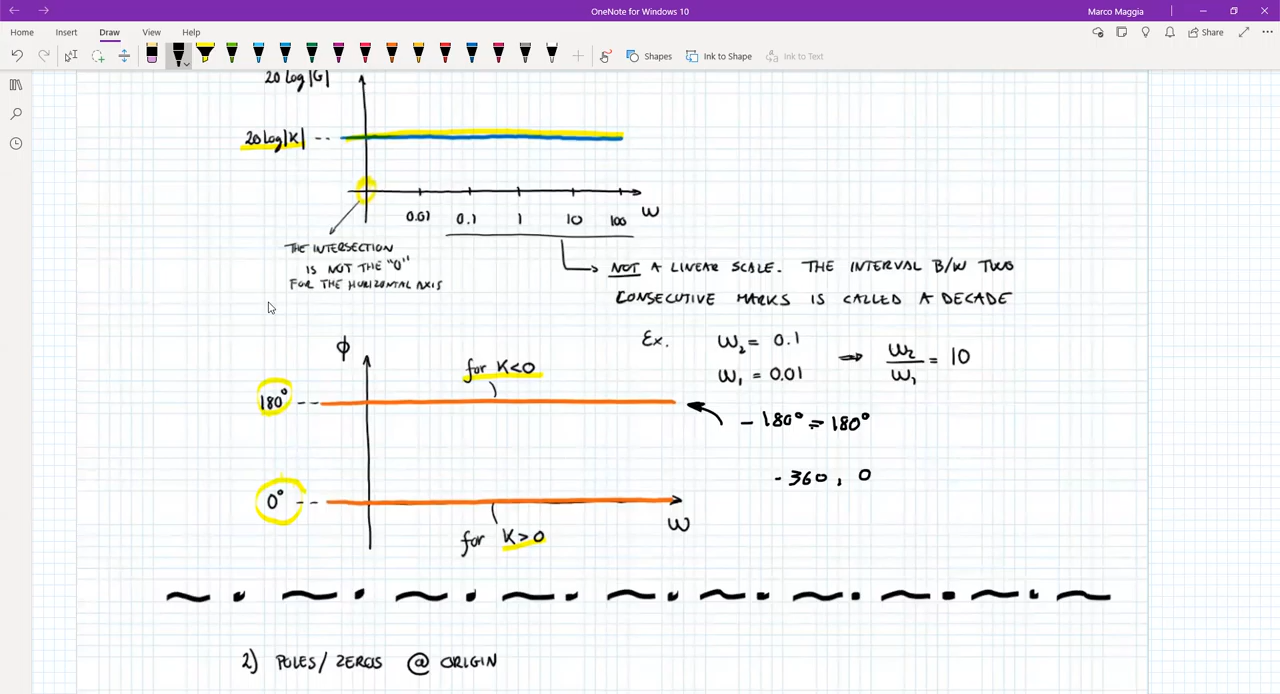 OneNote for Windows 10
Marco Maggia
Home Insert Draw View Help
Share
Shapes
Ink to Shape
Ink to Text
20 Log |G|
20 Log |K|
0.01 0.1 1 10 100 ω
THE INTERSECTION
IS NOT THE "0"
FOR THE HORIZONTAL AXIS
NOT A LINEAR SCALE. THE INTERVAL B/W TWO
CONSECUTIVE MARKS IS CALLED A DECADE
Ex. ω2 = 0.1
ω1 = 0.01
ω2/ω1 = 10
ϕ
for K<0
180°
-180° = 180°
-360, 0
0°
ω
for K>0
2) POLES/ZEROS @ ORIGIN